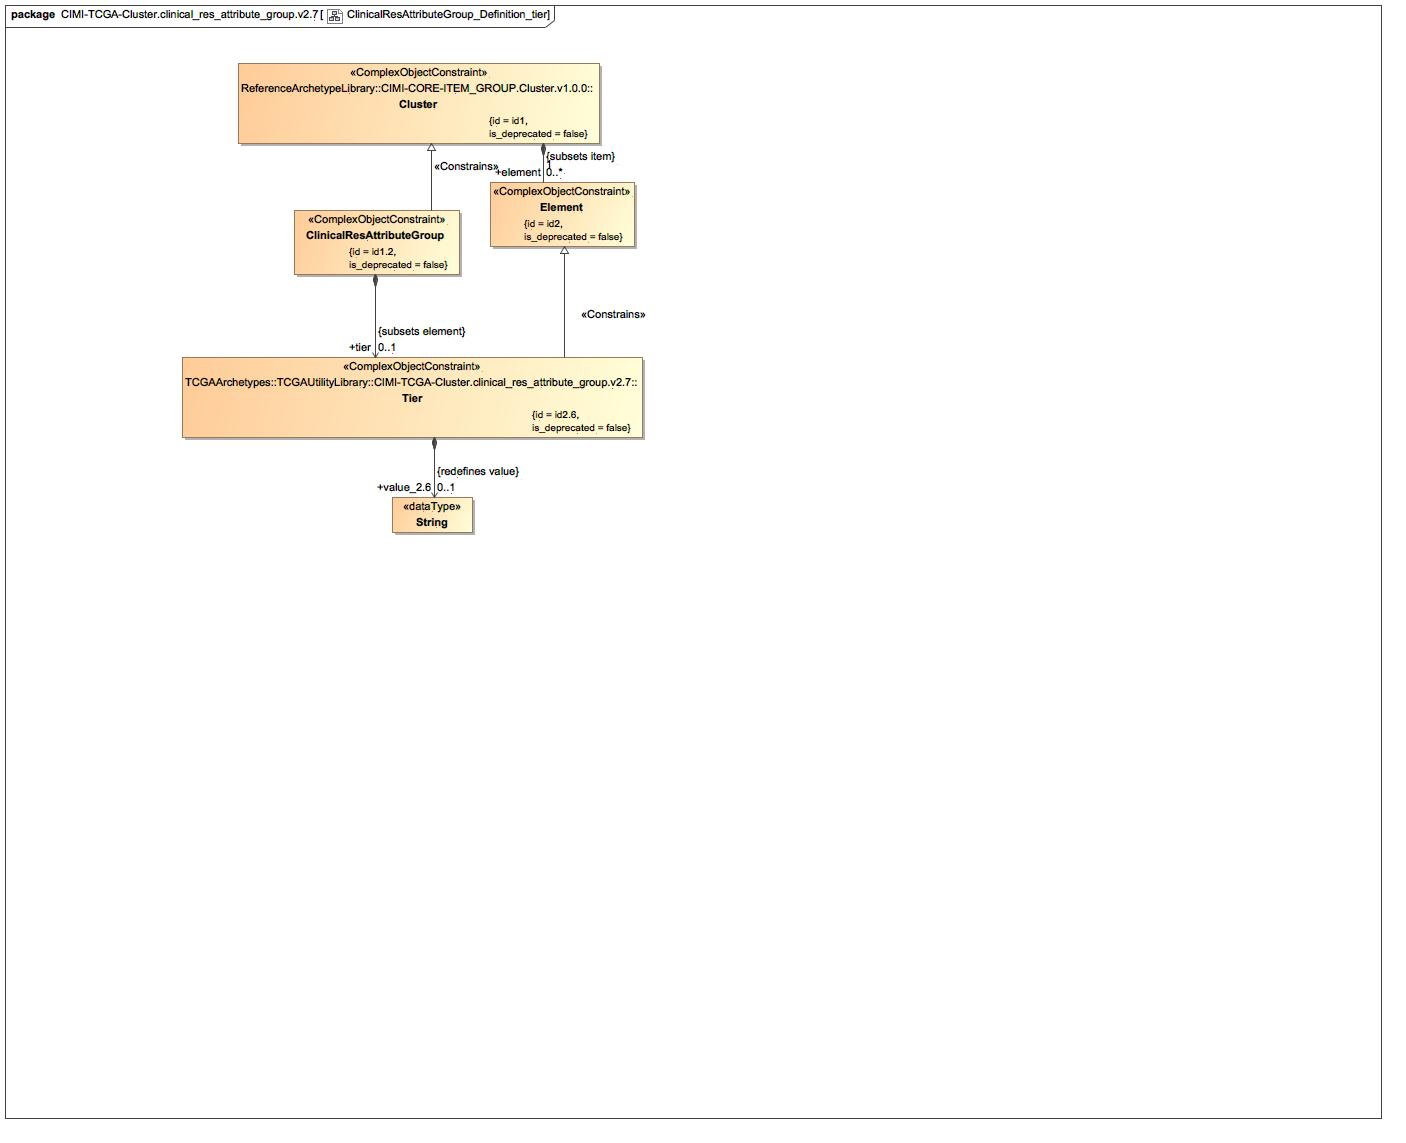 package CIMI-TCGA-Cluster.clinical_res_attribute_group.v2.7[ ClinicalResAttributeGroup_Definition_tier]
«ComplexObjectConstraint»
ReferenceArchetypeLibrary::CIMI-CORE-ITEM_GROUP.Cluster.v1.0.0::
Cluster
{id = id1,
is_deprecated = false}
{subsets item}
1
«Constrains»
+element 0..*
«ComplexObjectConstraint»
Element
{id = id2,
is_deprecated = false}
«ComplexObjectConstraint»
ClinicalResAttributeGroup
{id = id1.2,
is_deprecated = false}
«Constrains»
{subsets element}
+tier 0..1
«ComplexObjectConstraint»
TCGAArchetypes::TCGAUtilityLibrary::CIMI-TCGA-Cluster.clinical_res_attribute_group.v2.7::
Tier
{id = id2.6,
is_deprecated = false}
{redefines value}
+value_2.6 0..1
«dataType»
String